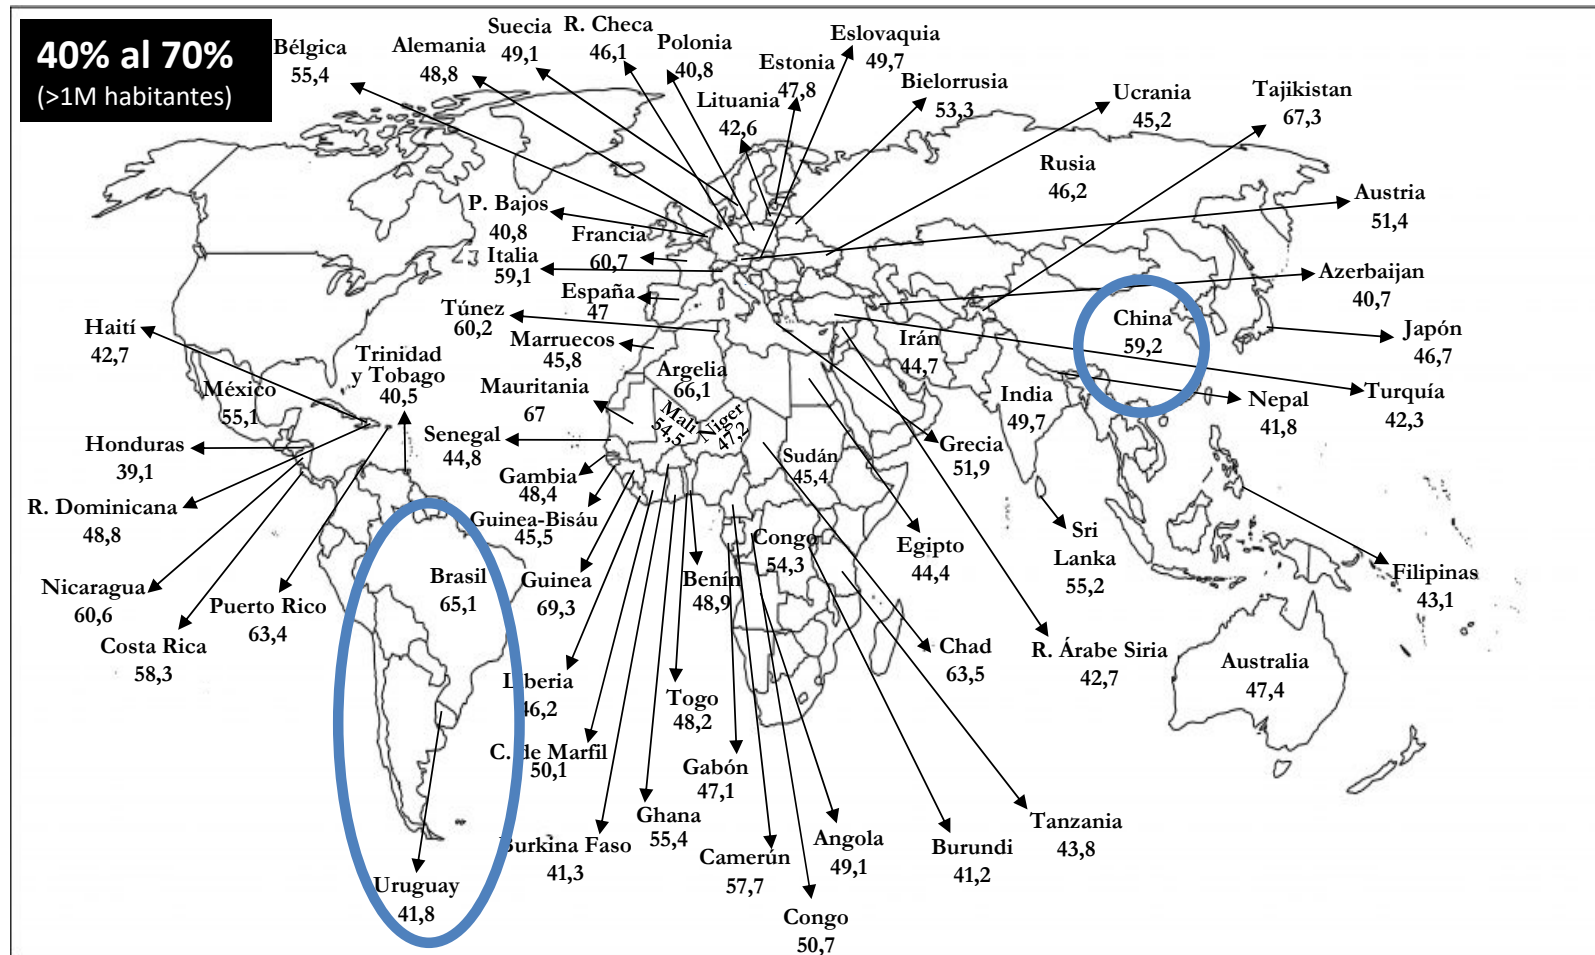 40% al 70%
(>1M habitantes)
Bélgica
55,4
Alemania
48,8
Suecia
49,1
R. Checa
46,1
Polonia
40,8
Lituania
42,6
Estonia
47,8
Eslovaquia
49,7
Bielorrusia
53,3
Ucrania
45,2
Tajikistan
67,3
Rusia
46,2
Austria
51,4
P. Bajos
40,8
Francia
60,7
Italia
59,1
España
47
Azerbaijan
40,7
Túnez
60,2
Marruecos
45,8
Haití
42,7
Trinidad
y Tobago
40,5
México
55,1
Mauritania
67
Argelia
66,1
Malí
54,5
Niger
47,2
Irán
44,7
China
59,2
Japón
46,7
India
49,7
Nepal
41,8
Turquía
42,3
Honduras
39,1
Senegal
44,8
Gambia
48,4
Sudán
45,4
Grecia
51,9
R. Dominicana
48,8
Guinea-Bisáu
45,5
Guinea
69,3
Benín
48,9
Congo
54,3
Egipto
44,4
Sri
Lanka
55,2
Filipinas
43,1
Nicaragua
60,6
Puerto Rico
63,4
Brasil
65,1
Costa Rica
58,3
Chad
63,5
R. Árabe Siria
42,7
Australia
47,4
Liberia
46,2
Togo
48,2
C. de Marfil
50,1
Gabón
47,1
Ghana
55,4
Burkina Faso
41,3
Camerún
57,7
Angola
49,1
Burundi
41,2
Tanzania
43,8
Uruguay
41,8
Congo
50,7